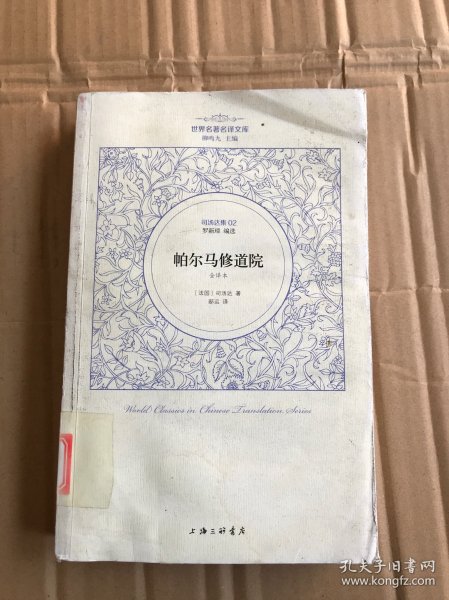 世界名著名译文库
柳鸣九 主编
司汤达集·02
罗新璋 编选
帕尔马修道院
全译本
〔法国〕司汤达 著
郝运 译
World Classics in Chinese Translation Series
上海三联书店
孔夫子旧书网
www.kongfz.com